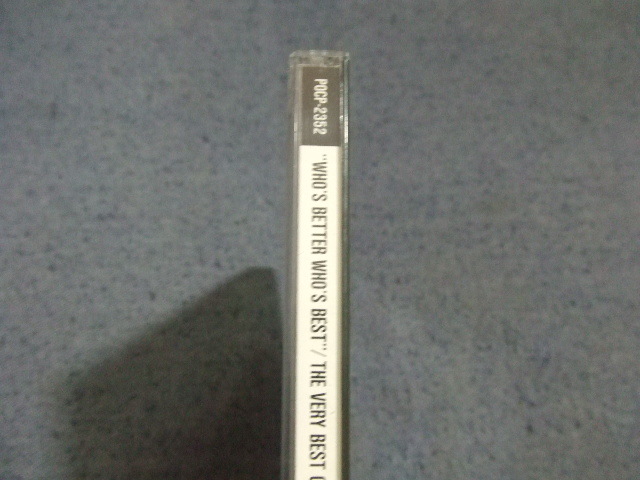 POCP-2352
"WHO'S BETTER WHO'S BEST" / THE VERY BEST